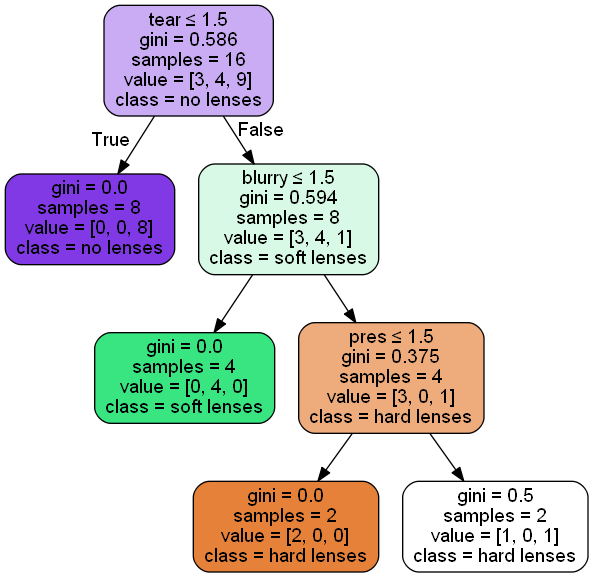 tear ≤ 1.5
gini = 0.586
samples = 16
value = [3, 4, 9]
class = no lenses
True
False
gini = 0.0
samples = 8
value = [0, 0, 8]
class = no lenses
blurry ≤ 1.5
gini = 0.594
samples = 8
value = [3, 4, 1]
class = soft lenses
gini = 0.0
samples = 4
value = [0, 4, 0]
class = soft lenses
pres ≤ 1.5
gini = 0.375
samples = 4
value = [3, 0, 1]
class = hard lenses
gini = 0.0
samples = 2
value = [2, 0, 0]
class = hard lenses
gini = 0.5
samples = 2
value = [1, 0, 1]
class = hard lenses